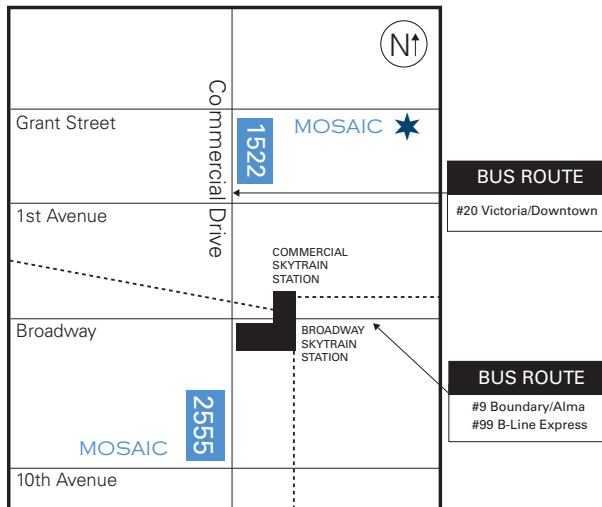 N
Commercial Drive
Grant Street
1522
MOSAIC
BUS ROUTE
#20 Victoria/Downtown
1st Avenue
COMMERCIAL
SKYTRAIN
STATION
Broadway
BROADWAY
SKYTRAIN
STATION
BUS ROUTE
#9 Boundary/Alma
#99 B-Line Express
2555
MOSAIC
10th Avenue